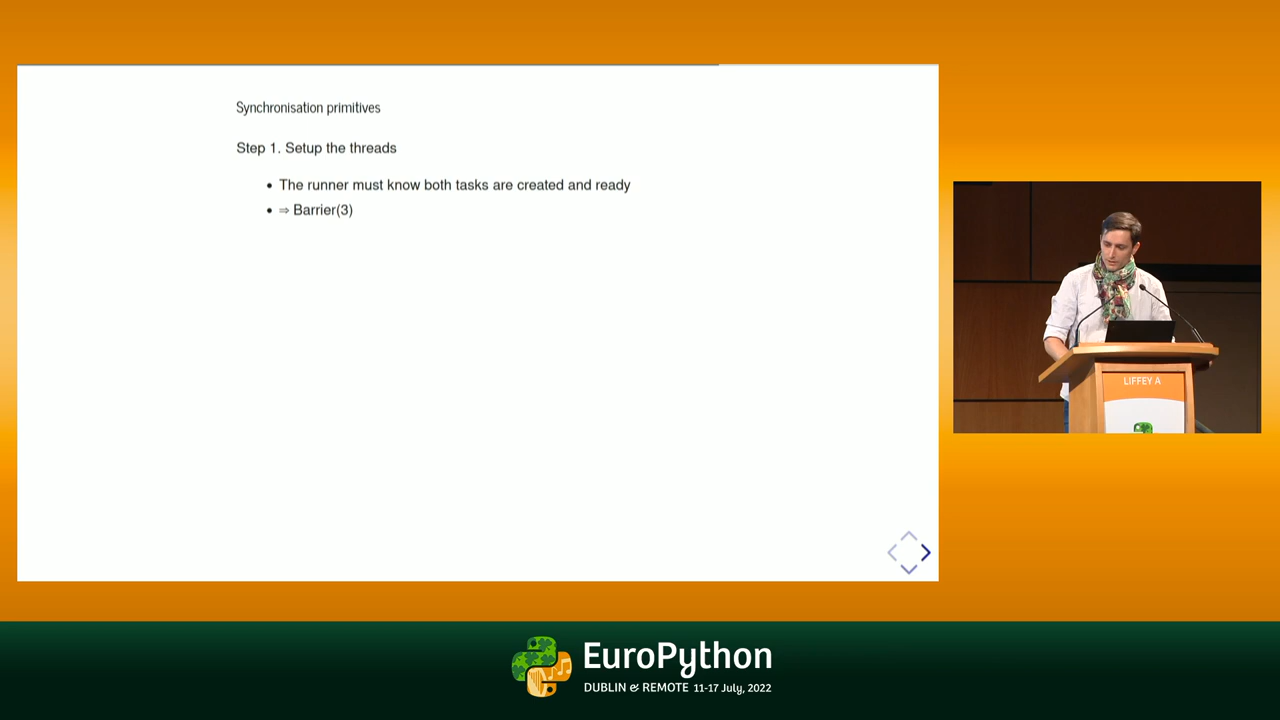 Synchronisation primitives
Step 1. Setup the threads
• The runner must know both tasks are created and ready
• ⇒ Barrier(3)
LIFFEY A
EuroPython
DUBLIN & REMOTE 11-17 July, 2022